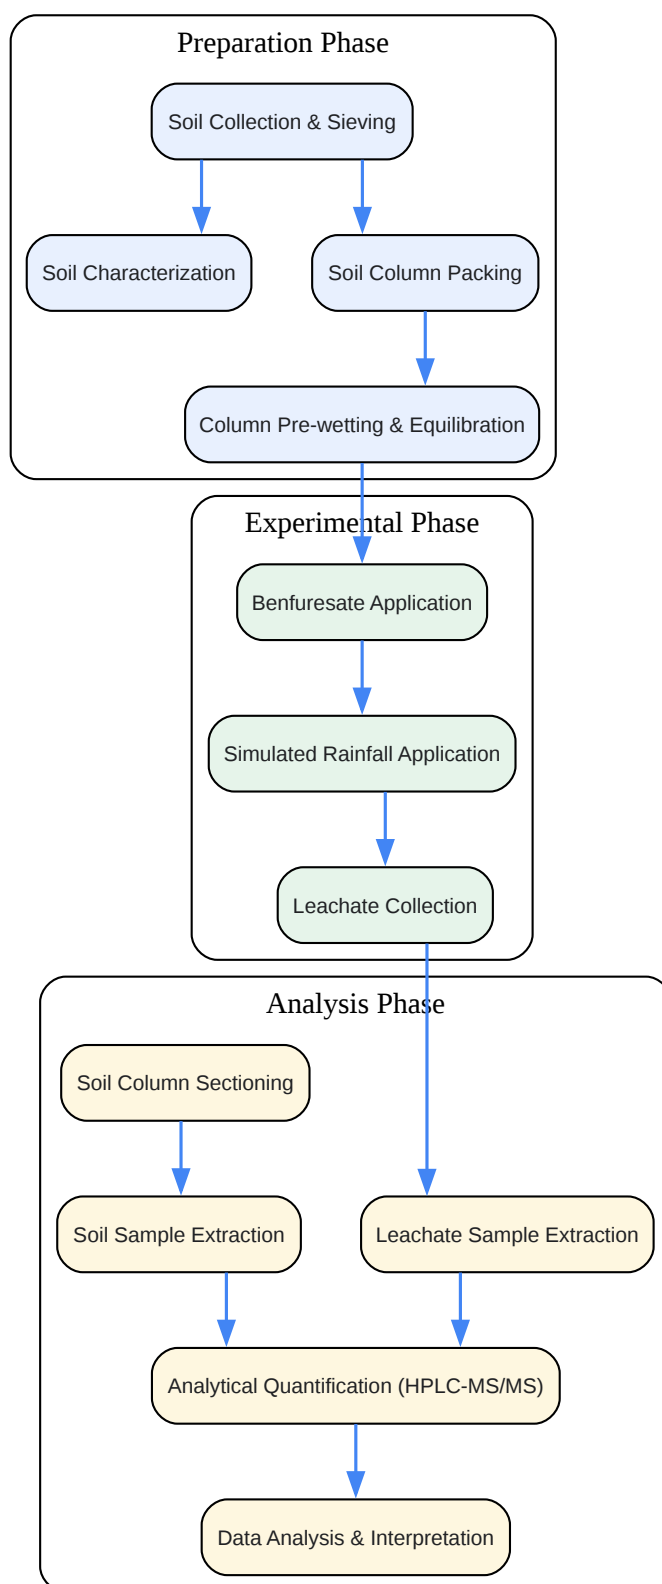 Preparation Phase
Soil Collection & Sieving
Soil Characterization
Soil Column Packing
Column Pre-wetting & Equilibration
Experimental Phase
Benfuresate Application
Simulated Rainfall Application
Leachate Collection
Analysis Phase
Soil Column Sectioning
Soil Sample Extraction
Leachate Sample Extraction
Analytical Quantification (HPLC-MS/MS)
Data Analysis & Interpretation